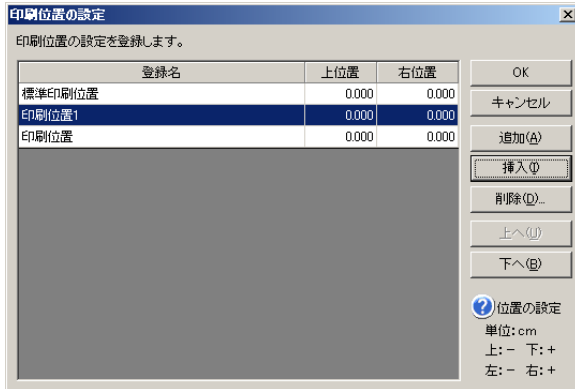 印刷位置の設定
印刷位置の設定を登録します。
登録名 上位置 右位置
標準印刷位置 0.000 0.000
印刷位置1 0.000 0.000
印刷位置 0.000 0.000
OK
キャンセル
追加(A)
挿入(I)
削除(D)...
上へ(U)
下へ(B)
位置の設定
単位:cm
上:− 下:+
左:− 右:+